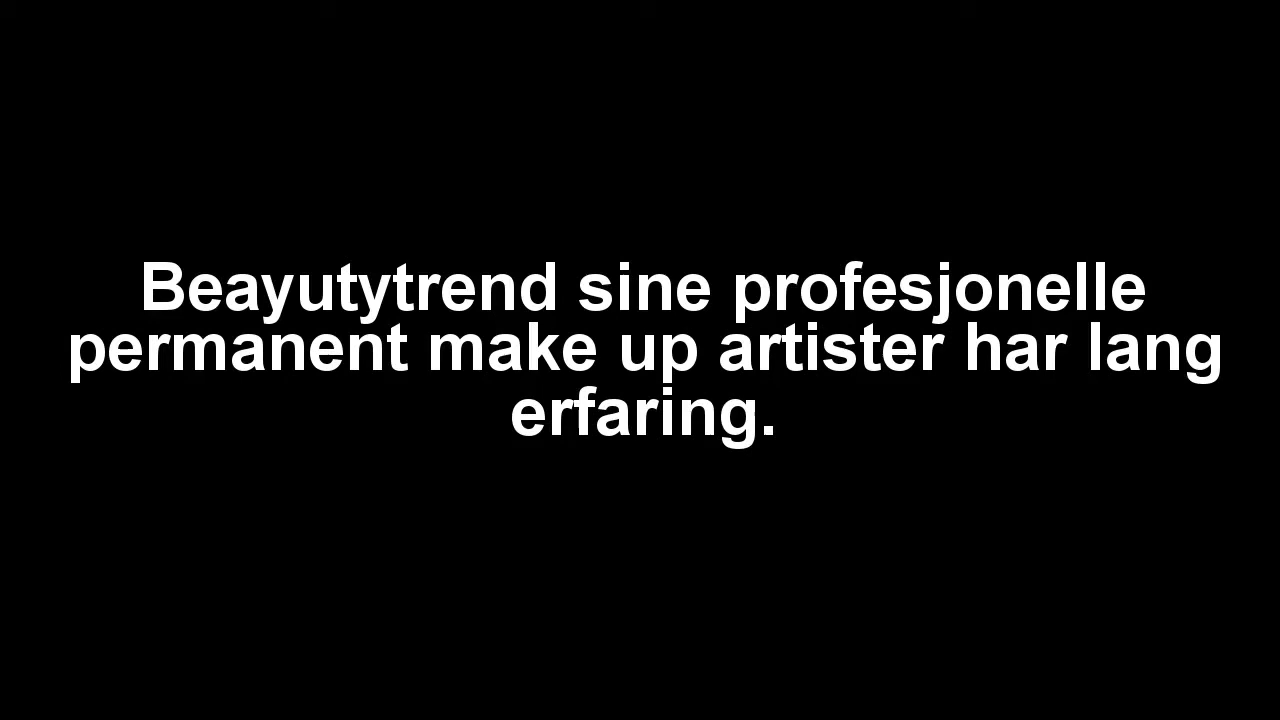 Beayutytrend sine profesjonelle
permanent make up artister har lang
erfaring.